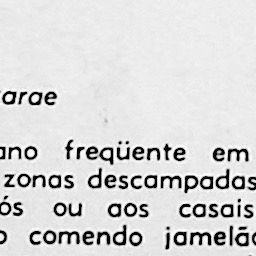 arae
ano freqüente em
zonas descampadas
ós ou aos casais
o comendo jamelã